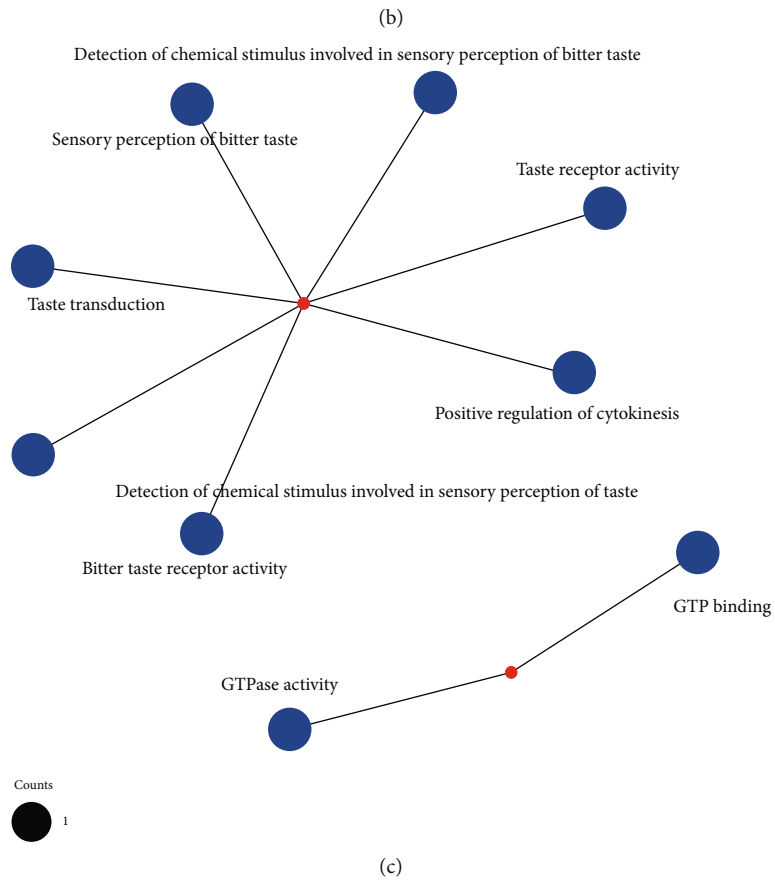 (b)
Detection of chemical stimulus involved in sensory perception of bitter taste
Sensory perception of bitter taste
Taste receptor activity
Taste transduction
Positive regulation of cytokinesis
Detection of chemical stimulus involved in sensory perception of taste
Bitter taste receptor activity
GTP binding
GTPase activity
Counts
1
(c)